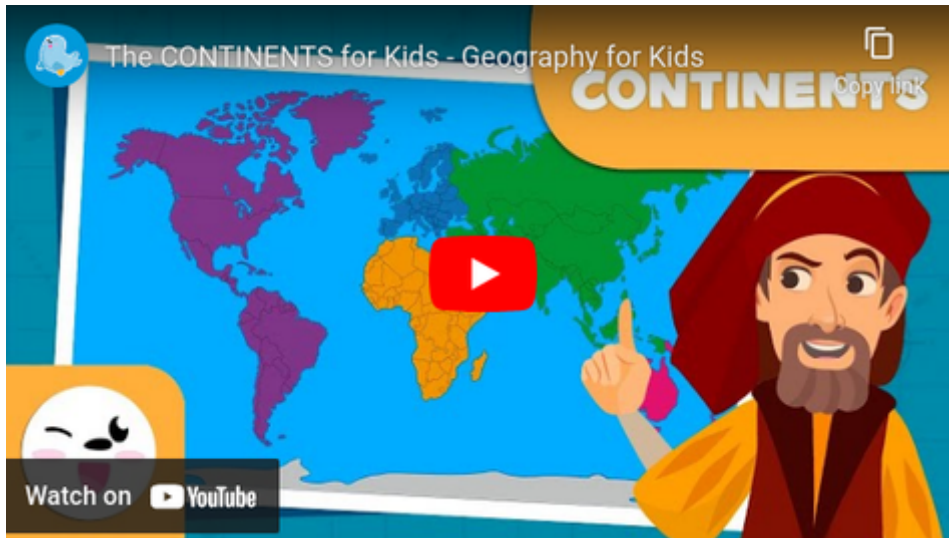 The CONTINENTS for Kids - Geography for Kids
Copy link
CONTINENTS
Watch on YouTube